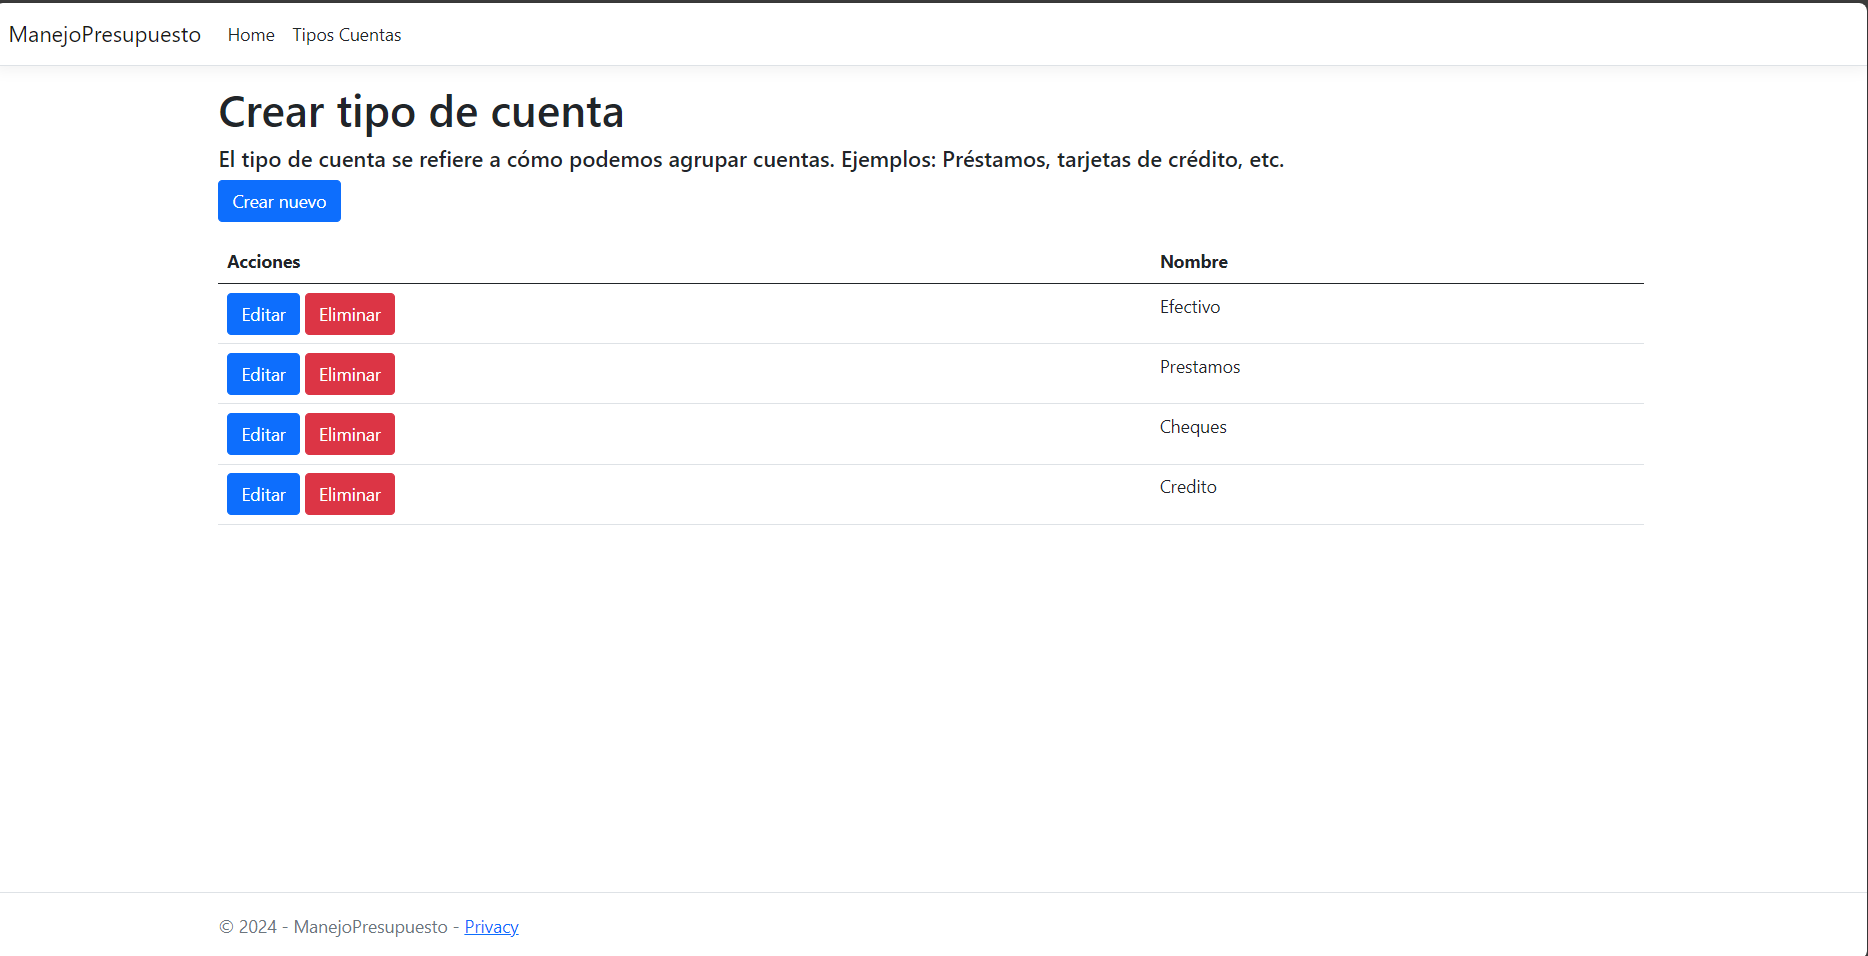 ManejoPresupuesto Home Tipos Cuentas
Crear tipo de cuenta
El tipo de cuenta se refiere a cómo podemos agrupar cuentas. Ejemplos: Préstamos, tarjetas de crédito, etc.
Crear nuevo
Acciones Nombre
Editar Eliminar Efectivo
Editar Eliminar Prestamos
Editar Eliminar Cheques
Editar Eliminar Credito
© 2024 - ManejoPresupuesto - Privacy